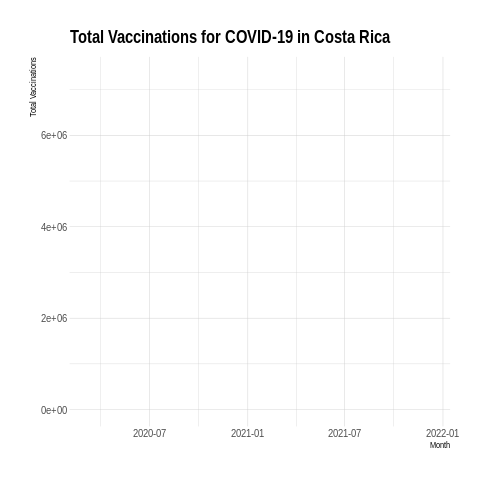 Total Vaccinations for COVID-19 in Costa Rica
Total Vaccinations
6e+06
4e+06
2e+06
0e+00
2020-07 2021-01 2021-07 2022-01
Month